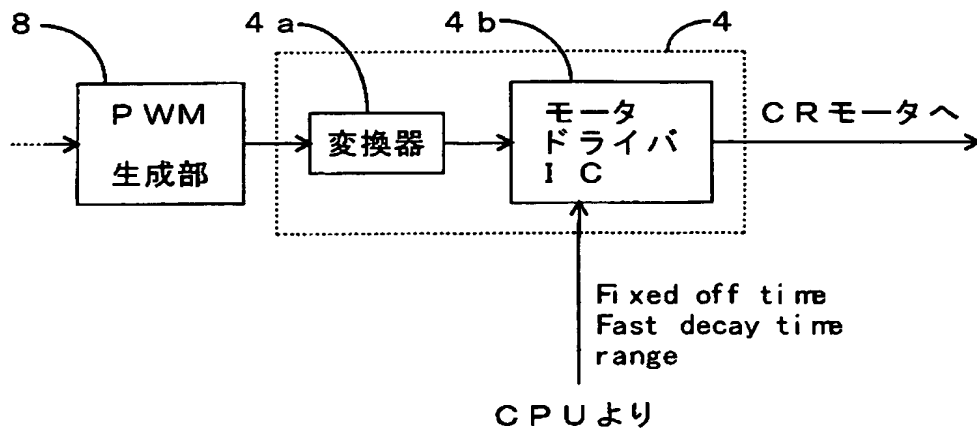 8
4a
4b
4
PWM
生成部
変換器
モータ
ドライバ
IC
CRモータへ
Fixed off time
Fast decay time
range
CPUより